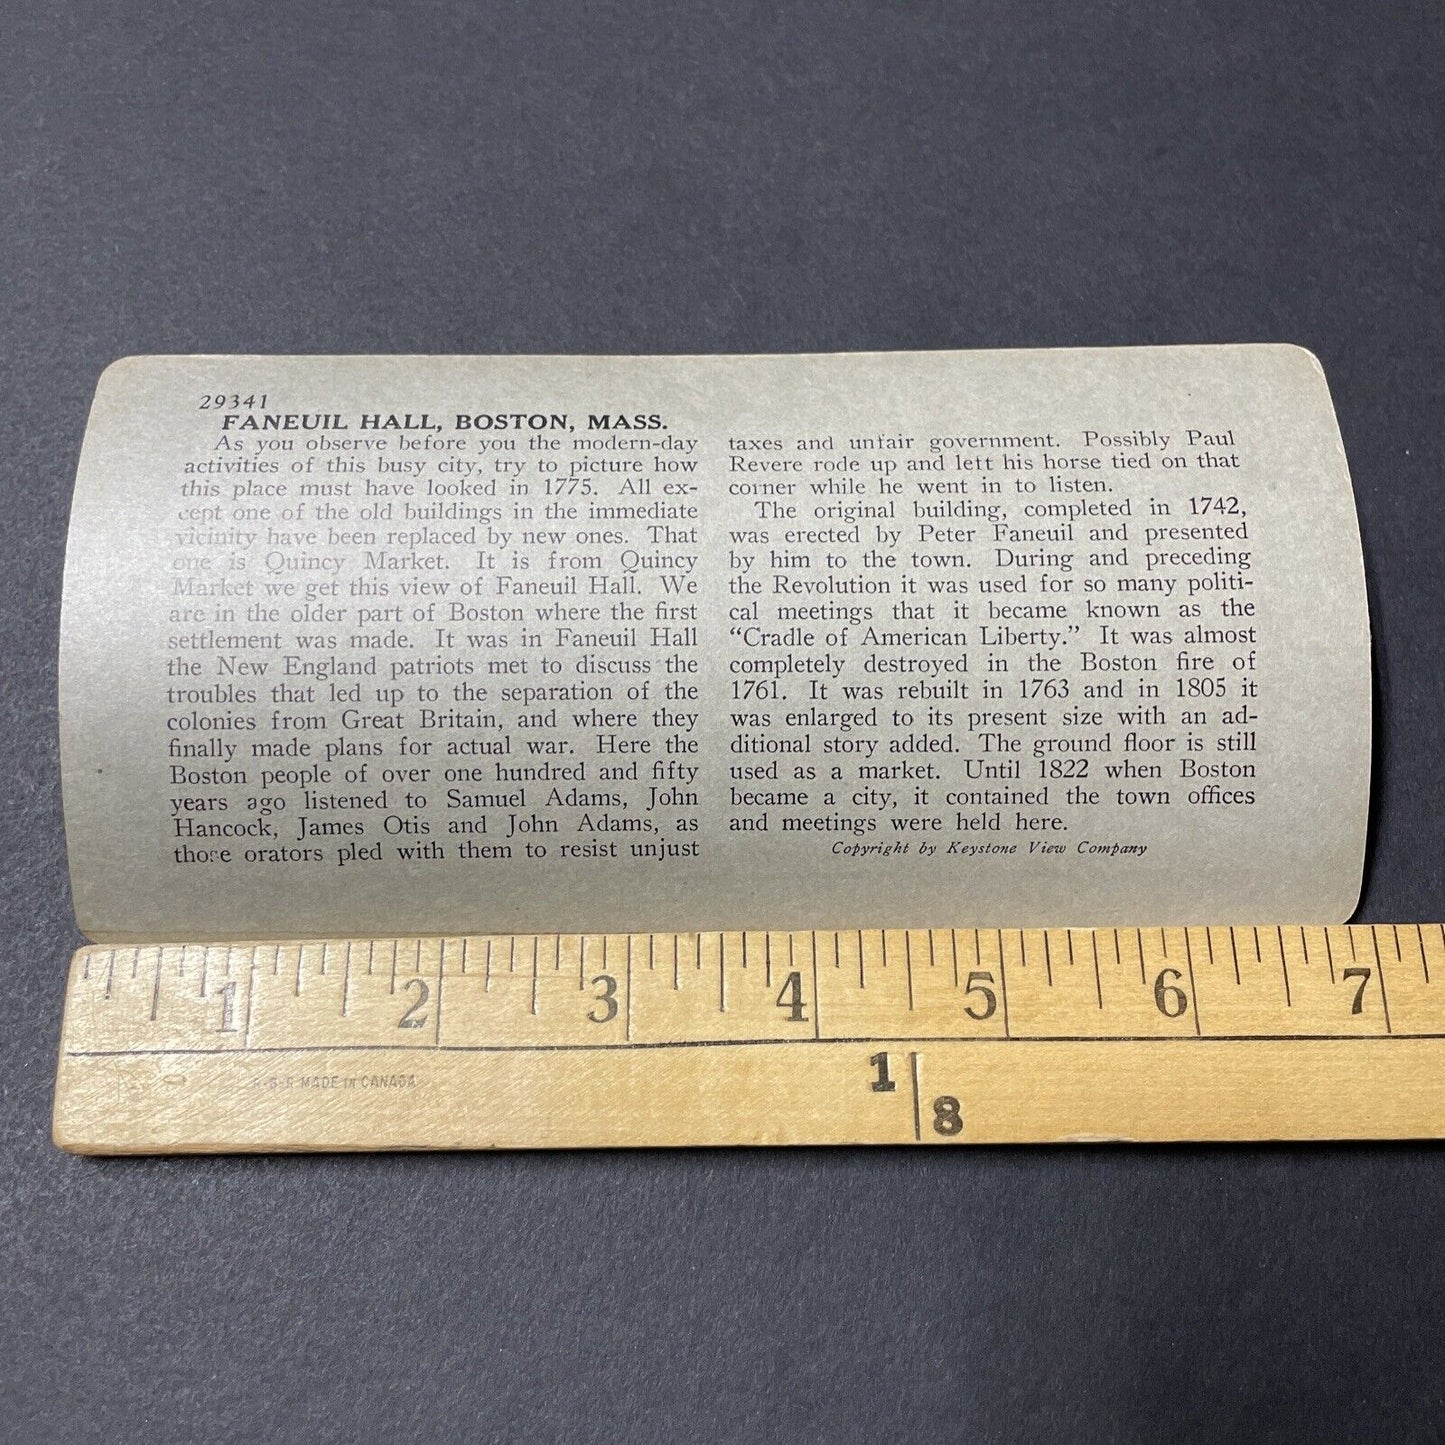 29341
FANEUIL HALL, BOSTON, MASS.
As you observe before you the modern-day
activities of this busy city, try to picture how
this place must have looked in 1775. All ex-
cept one of the old buildings in the immediate
vicinity have been replaced by new ones. That
one is Quincy Market. It is from Quincy
Market we get this view of Faneuil Hall. We
are in the older part of Boston where the first
settlement was made. It was in Faneuil Hall
the New England patriots met to discuss the
troubles that led up to the separation of the
colonies from Great Britain, and where they
finally made plans for actual war. Here the
Boston people of over one hundred and fifty
years ago listened to Samuel Adams, John
Hancock, James Otis and John Adams, as
those orators pled with them to resist unjust
taxes and unfair government. Possibly Paul
Revere rode up and left his horse tied on that
corner while he went in to listen.
The original building, completed in 1742,
was erected by Peter Faneuil and presented
by him to the town. During and preceding
the Revolution it was used for so many politi-
cal meetings that it became known as the
"Cradle of American Liberty." It was almost
completely destroyed in the Boston fire of
1761. It was rebuilt in 1763 and in 1805 it
was enlarged to its present size with an ad-
ditional story added. The ground floor is still
used as a market. Until 1822 when Boston
became a city, it contained the town offices
and meetings were held here.
Copyright by Keystone View Company
1 2 3 4 5 6 7
1
8
MADE IN CANADA